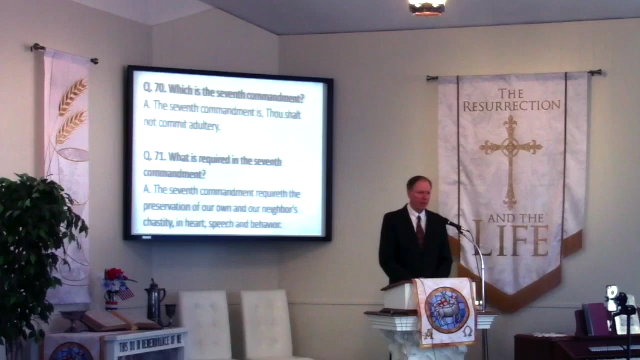 Q. 70. Which is the seventh commandment?
A. The seventh commandment is, Thou shalt
not commit adultery.
Q. 71. What is required in the seventh
commandment?
A. The seventh commandment requireth the
preservation of our own and our neighbor's
chastity, in heart, speech and behavior.
THE
RESURRECTION
AND THE
LIFE
Α Ω